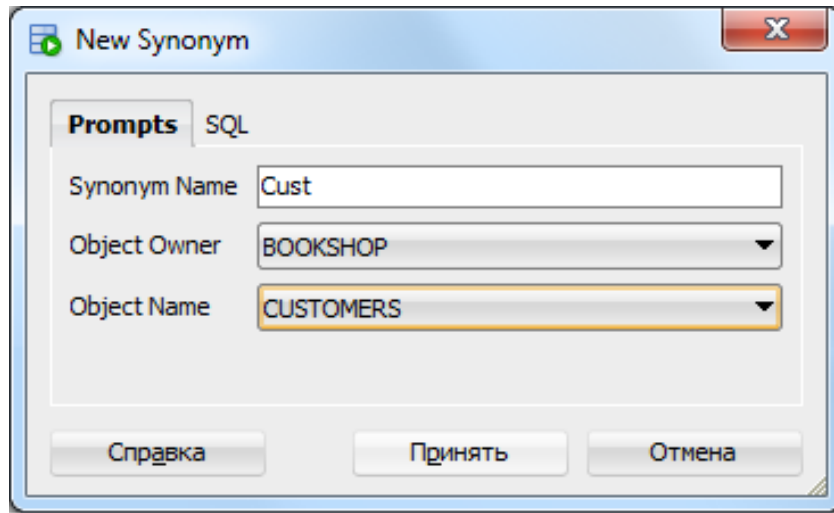 New Synonym
Prompts SQL
Synonym Name Cust
Object Owner BOOKSHOP
Object Name CUSTOMERS
Справка Принять Отмена